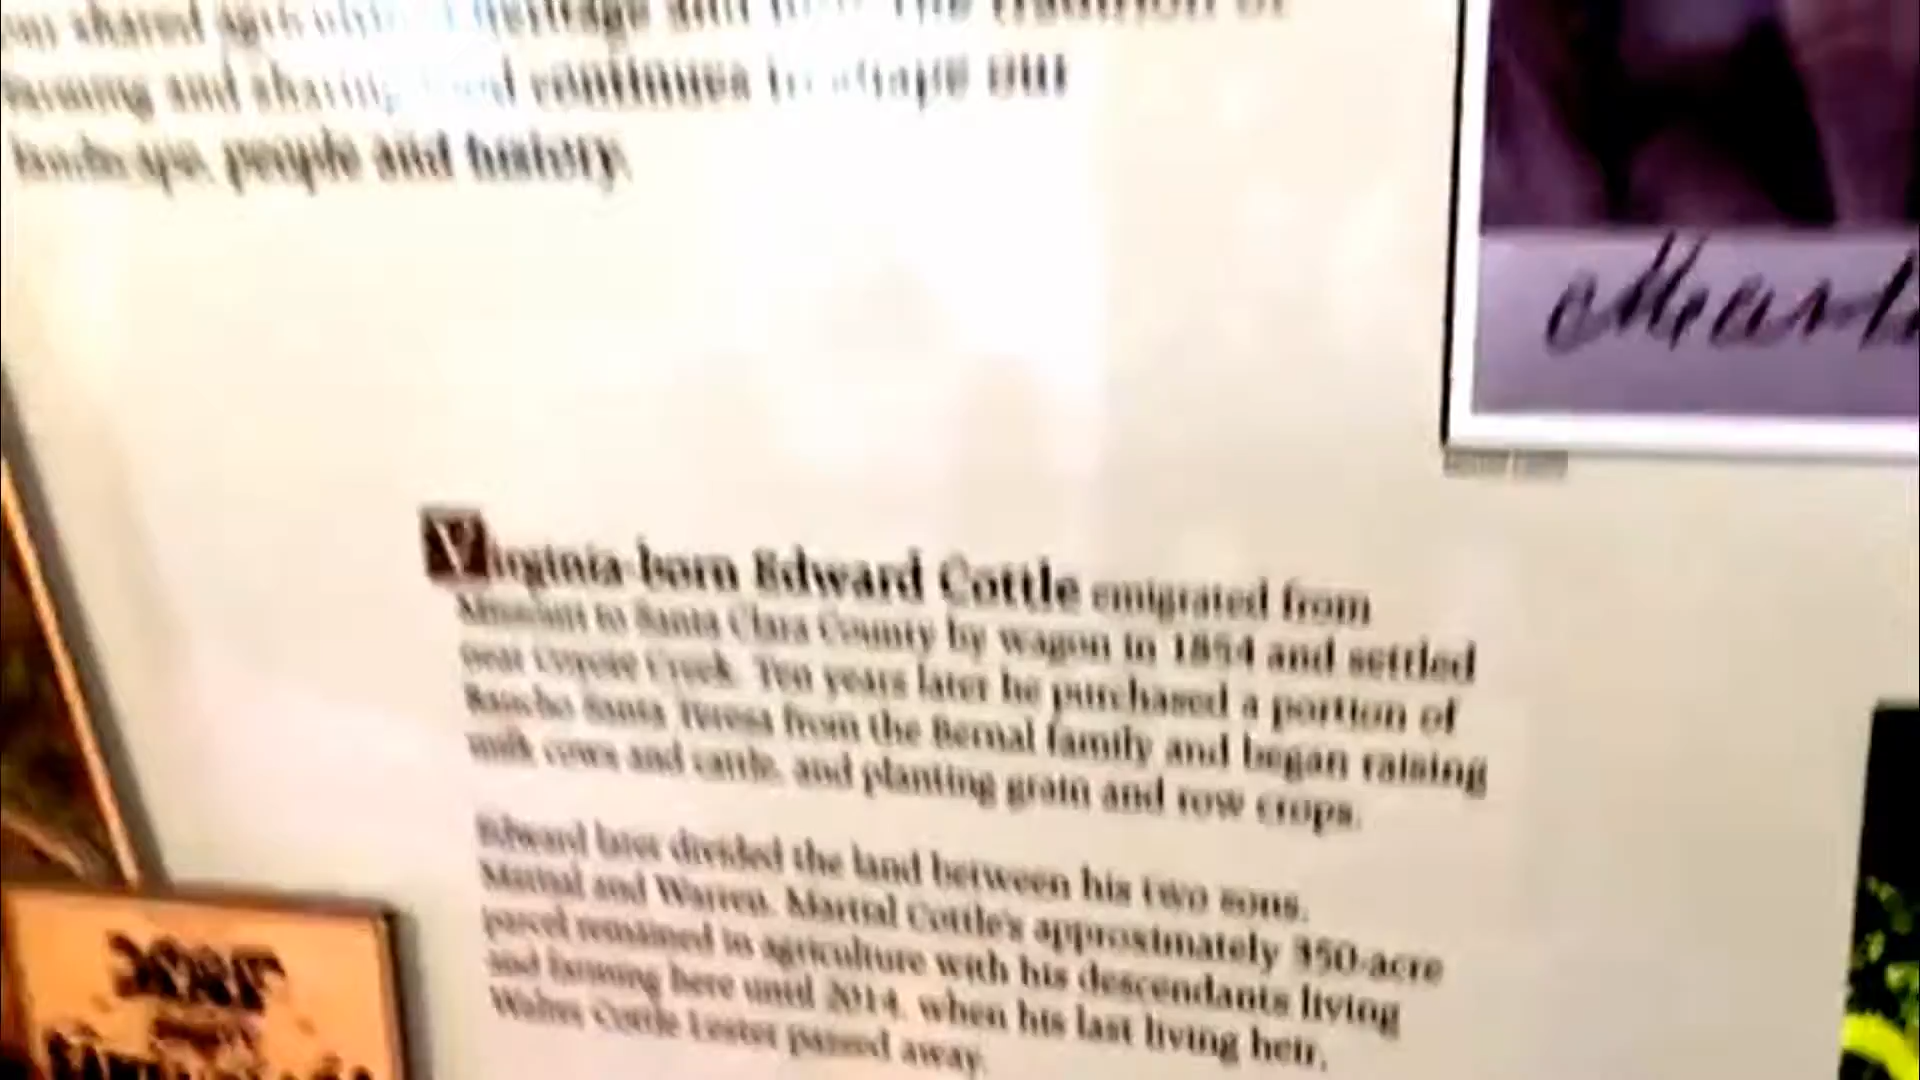 our shared agricultural heritage and how the tradition of
farming and sharing food continues to shape our
landscape, people and history.
Mart
Virginia-born Edward Cottle emigrated from
Missouri to Santa Clara County by wagon in 1854 and settled
near Coyote Creek. Ten years later he purchased a portion of
Rancho Santa Teresa from the Bernal family and began raising
milk cows and cattle, and planting grain and row crops.
Edward later divided the land between his two sons,
Martial and Warren. Martial Cottle's approximately 350-acre
parcel remained in agriculture with his descendants living
and farming here until 2014, when his last living heir,
Walter Cottle Lester passed away.